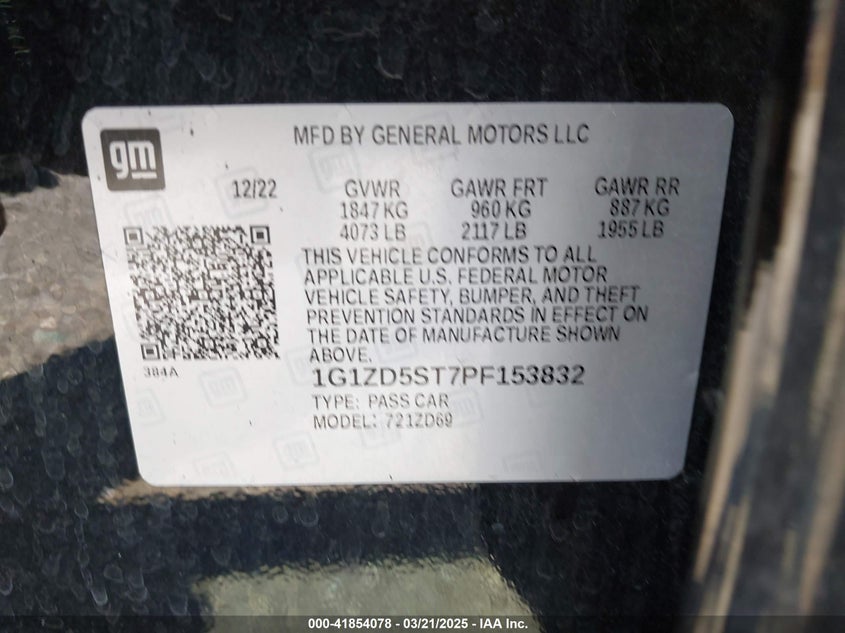 gm
MFD BY GENERAL MOTORS LLC
12/22 GVWR GAWR FRT GAWR RR
1847 KG 960 KG 887 KG
4073 LB 2117 LB 1955 LB
THIS VEHICLE CONFORMS TO ALL
APPLICABLE U.S. FEDERAL MOTOR
VEHICLE SAFETY, BUMPER, AND THEFT
PREVENTION STANDARDS IN EFFECT ON
THE DATE OF MANUFACTURE SHOWN
ABOVE.
384A
1G1ZD5ST7PF153832
TYPE: PASS CAR
MODEL: 721ZD69
000-41854078 - 03/21/2025 - IAA Inc.